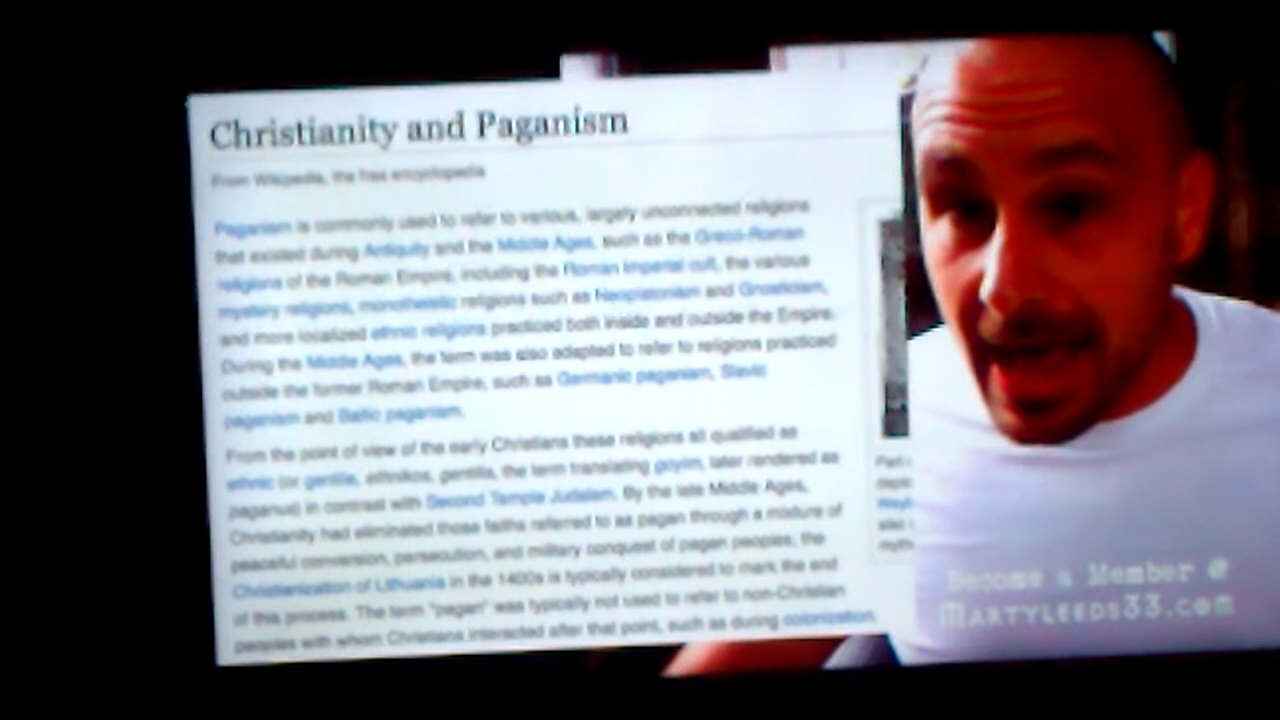 Christianity and Paganism
From Wikipedia, the free encyclopedia
Paganism is commonly used to refer to various, largely unconnected religions
that existed during Antiquity and the Middle Ages, such as the Greco-Roman
religions of the Roman Empire, including the Roman imperial cult, the various
mystery religions, monotheistic religions such as Neoplatonism and Gnosticism,
and more localized ethnic religions practiced both inside and outside the Empire.
During the Middle Ages, the term was also adapted to refer to religions practiced
outside the former Roman Empire, such as Germanic paganism, Slavic
paganism and Baltic paganism.
From the point of view of the early Christians these religions all qualified as
ethnic (or gentile, ethnikos, gentilis, the term translating goyim, later rendered as
paganus) in contrast with Second Temple Judaism. By the late Middle Ages,
Christianity had eliminated those faiths referred to as pagan through a mixture of
peaceful conversion, persecution, and military conquest of pagan peoples; the
Christianization of Lithuania in the 1400s is typically considered to mark the end
of this process. The term "pagan" was typically not used to refer to non-Christian
peoples with whom Christians interacted after that point, such as during colonization.
Become a Member @
MARTYLEEDS33.COM